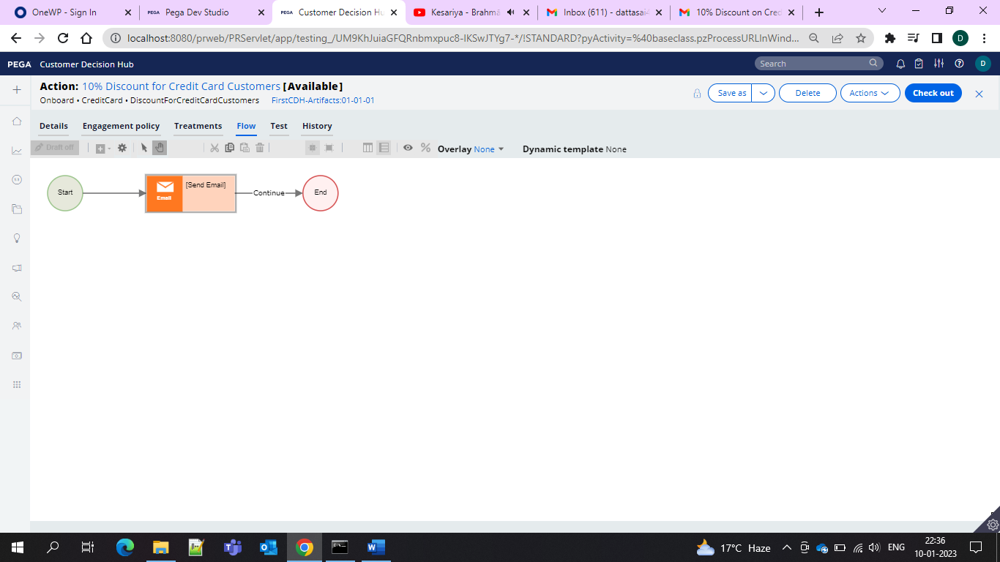 OneWP - Sign In
PEGA Pega Dev Studio
PEGA Customer Decision Hu
Kesariya - Brahmā
Inbox (611) - dattasai4
10% Discount on Cred
localhost:8080/prweb/PRServlet/app/testing_/UM9KhJuiaGFQRnbmxpuc8-IKSwJTYg7-*/!STANDARD?pyActivity=%40baseclass.pzProcessURLInWind...
D
PEGA Customer Decision Hub
Search
D
Action: 10% Discount for Credit Card Customers [Available]
Onboard • CreditCard • DiscountForCreditCardCustomers FirstCDH-Artifacts:01-01-01
Save as
Delete
Actions
Check out
Details Engagement policy Treatments Flow Test History
Draft off
Overlay None
Dynamic template None
Start
Email
[Send Email]
Continue
End
17°C Haze
ENG
22:36
10-01-2023